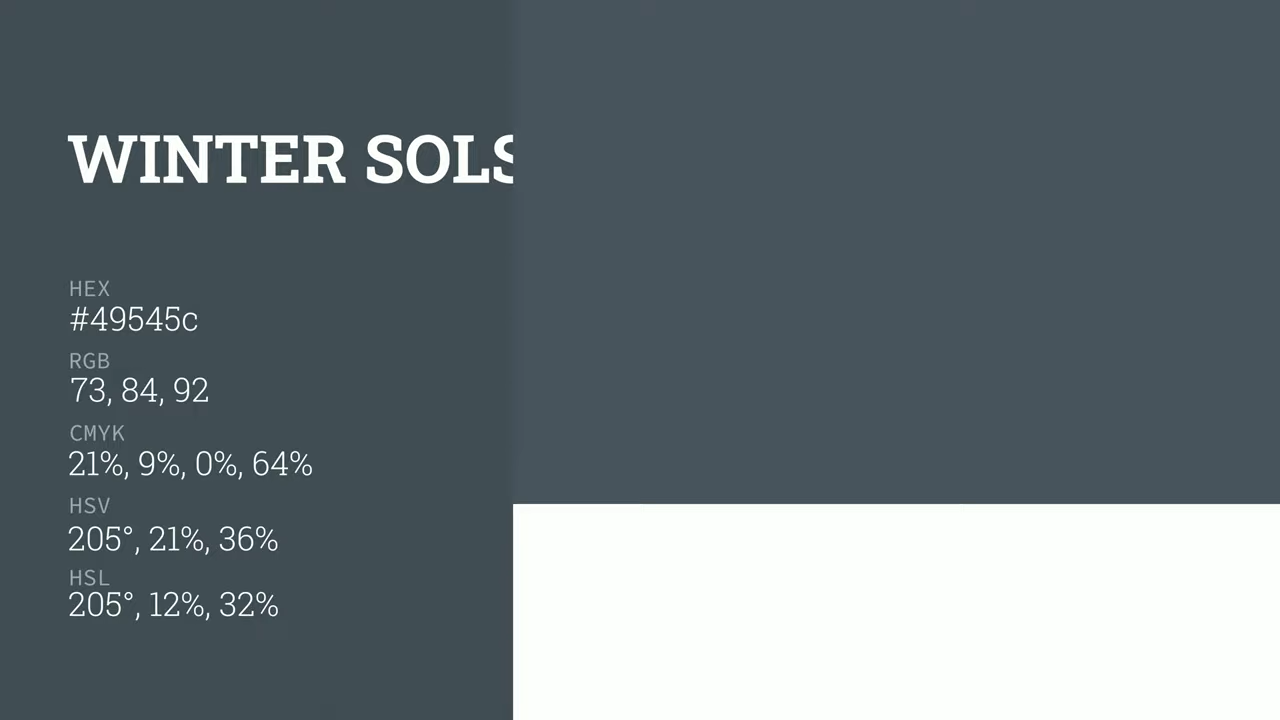 WINTER SOLS
HEX
#49545c
RGB
73, 84, 92
CMYK
21%, 9%, 0%, 64%
HSV
205°, 21%, 36%
HSL
205°, 12%, 32%